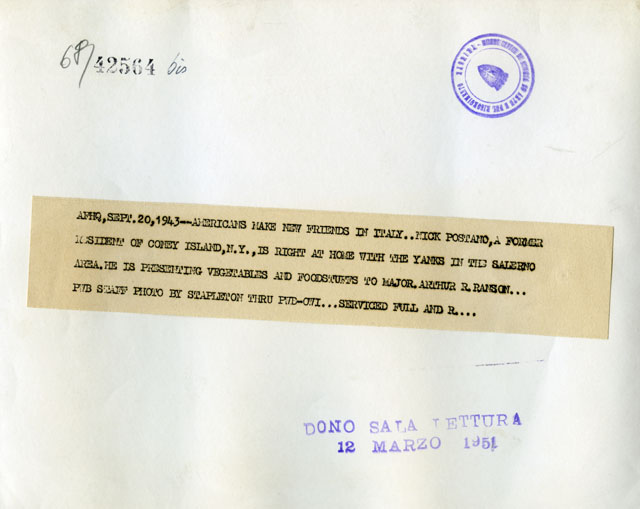 68/42564 bis
TRIESTE
AFHQ,SEPT.20,1943--AMERICANS MAKE NEW FRIENDS IN ITALY..NICK POSTANO,A FORMER
RESIDENT OF CONEY ISLAND,N.Y.,IS RIGHT AT HOME WITH THE YANKS IN THE SALERNO
AREA.HE IS PRESENTING VEGETABLES AND FOODSTUFFS TO MAJOR.ARTHUR R.RANSON...
PWB STAFF PHOTO BY STAPLETON THRU PWD-OWI...SERVICED FULL AND R....
DONO SALA LETTURA
12 MARZO 1951